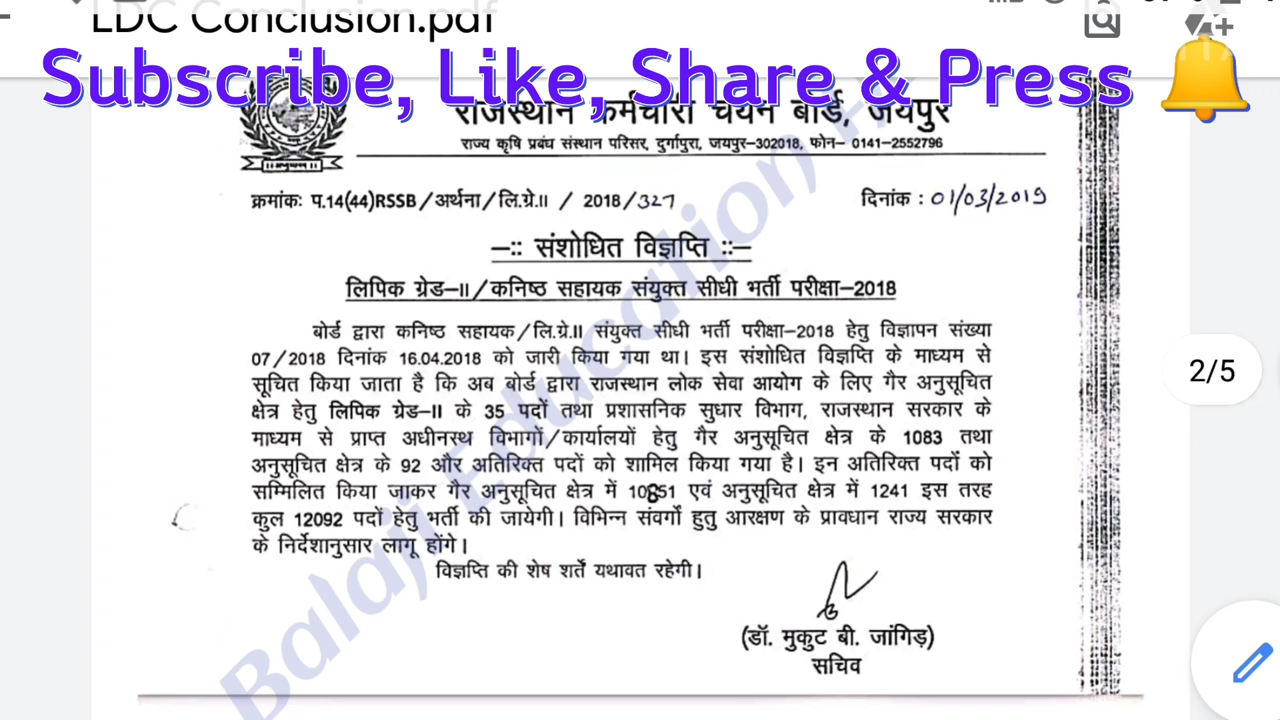 LDC Conclusion.pdf
Subscribe, Like, Share & Press
राजस्थान कर्मचारी चयन बोर्ड, जयपुर
राज्य कृषि प्रबंध संस्थान परिसर, दुर्गापुरा, जयपुर-302018, फोन- 0141-2552796
क्रमांकः प.14(44)RSSB/अर्थना/लि.ग्रे.II / 2018/327
दिनांक : 01/03/2019
-:: संशोधित विज्ञप्ति ::-
लिपिक ग्रेड-II/कनिष्ठ सहायक संयुक्त सीधी भर्ती परीक्षा-2018
बोर्ड द्वारा कनिष्ठ सहायक/लि.ग्रे.II संयुक्त सीधी भर्ती परीक्षा-2018 हेतु विज्ञापन संख्या
07/2018 दिनांक 16.04.2018 को जारी किया गया था। इस संशोधित विज्ञप्ति के माध्यम से
सूचित किया जाता है कि अब बोर्ड द्वारा राजस्थान लोक सेवा आयोग के लिए गैर अनुसूचित
क्षेत्र हेतु लिपिक ग्रेड-II के 35 पदों तथा प्रशासनिक सुधार विभाग, राजस्थान सरकार के
माध्यम से प्राप्त अधीनस्थ विभागों/कार्यालयों हेतु गैर अनुसूचित क्षेत्र के 1083 तथा
अनुसूचित क्षेत्र के 92 और अतिरिक्त पदों को शामिल किया गया है। इन अतिरिक्त पदों को
सम्मिलित किया जाकर गैर अनुसूचित क्षेत्र में 10851 एवं अनुसूचित क्षेत्र में 1241 इस तरह
कुल 12092 पदों हेतु भर्ती की जायेगी। विभिन्न संवर्गो हुतु आरक्षण के प्रावधान राज्य सरकार
के निर्देशानुसार लागू होंगे।
विज्ञप्ति की शेष शर्तें यथावत रहेगी।
(डॉ. मुकुट बी. जांगिड़)
सचिव
2/5
Balaji Education